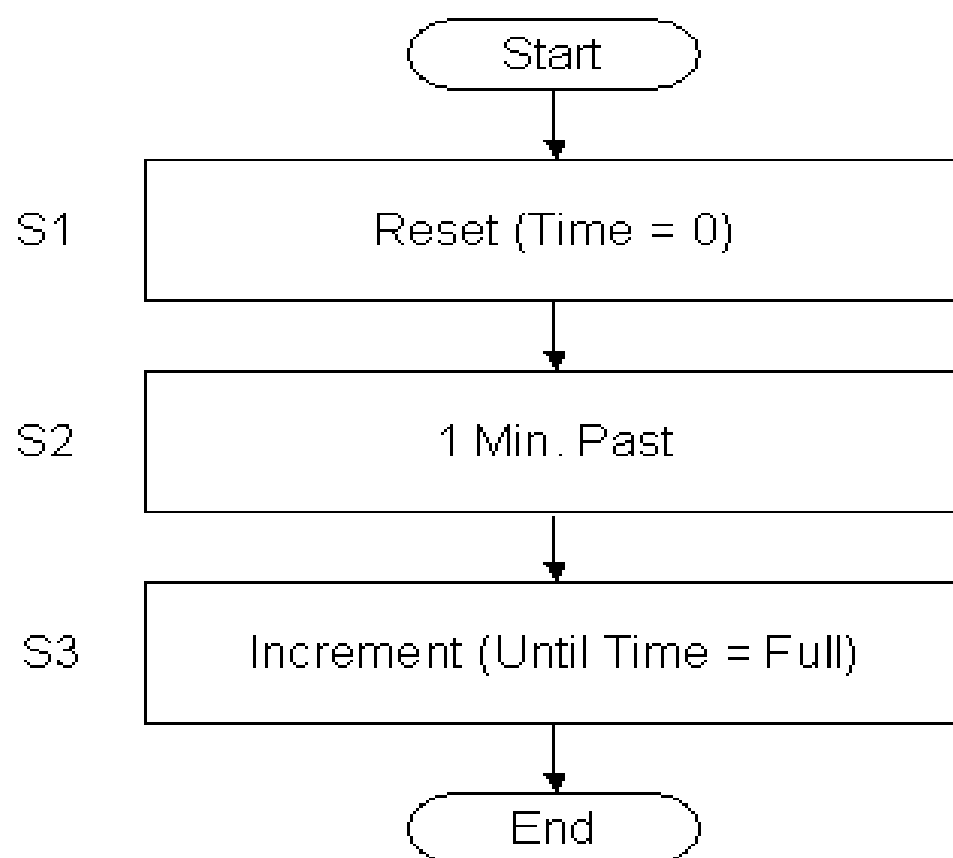 Start
S1
Reset (Time = 0)
S2
1 Min. Past
S3
Increment (Until Time = Full)
End